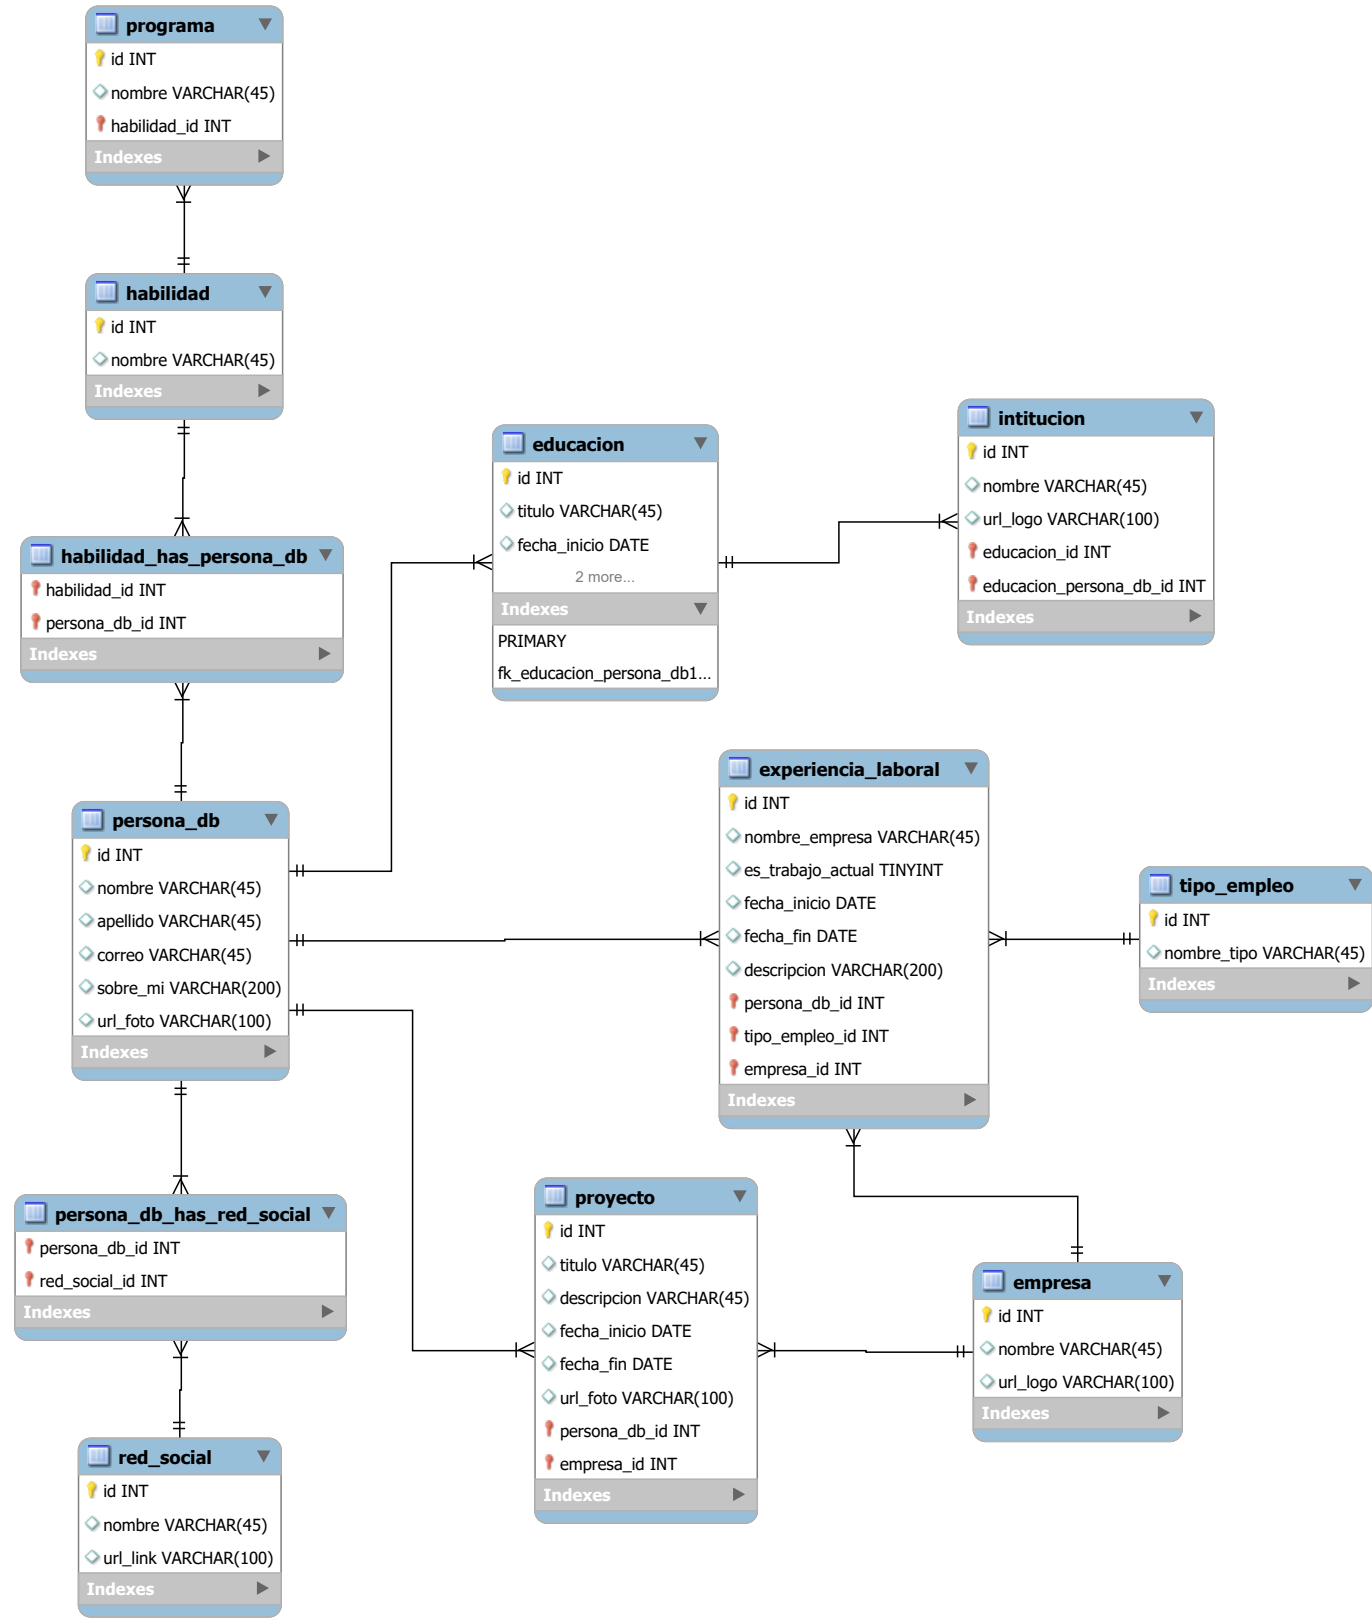 programa
id INT
nombre VARCHAR(45)
habilidad_id INT
Indexes
habilidad
id INT
nombre VARCHAR(45)
Indexes
habilidad_has_persona_db
habilidad_id INT
persona_db_id INT
Indexes
educacion
id INT
titulo VARCHAR(45)
fecha_inicio DATE
2 more...
Indexes
PRIMARY
fk_educacion_persona_db1...
intitucion
id INT
nombre VARCHAR(45)
url_logo VARCHAR(100)
educacion_id INT
educacion_persona_db_id INT
Indexes
persona_db
id INT
nombre VARCHAR(45)
apellido VARCHAR(45)
correo VARCHAR(45)
sobre_mi VARCHAR(200)
url_foto VARCHAR(100)
Indexes
experiencia_laboral
id INT
nombre_empresa VARCHAR(45)
es_trabajo_actual TINYINT
fecha_inicio DATE
fecha_fin DATE
descripcion VARCHAR(200)
persona_db_id INT
tipo_empleo_id INT
empresa_id INT
Indexes
tipo_empleo
id INT
nombre_tipo VARCHAR(45)
Indexes
persona_db_has_red_social
persona_db_id INT
red_social_id INT
Indexes
proyecto
id INT
titulo VARCHAR(45)
descripcion VARCHAR(45)
fecha_inicio DATE
fecha_fin DATE
url_foto VARCHAR(100)
persona_db_id INT
empresa_id INT
Indexes
empresa
id INT
nombre VARCHAR(45)
url_logo VARCHAR(100)
Indexes
red_social
id INT
nombre VARCHAR(45)
url_link VARCHAR(100)
Indexes